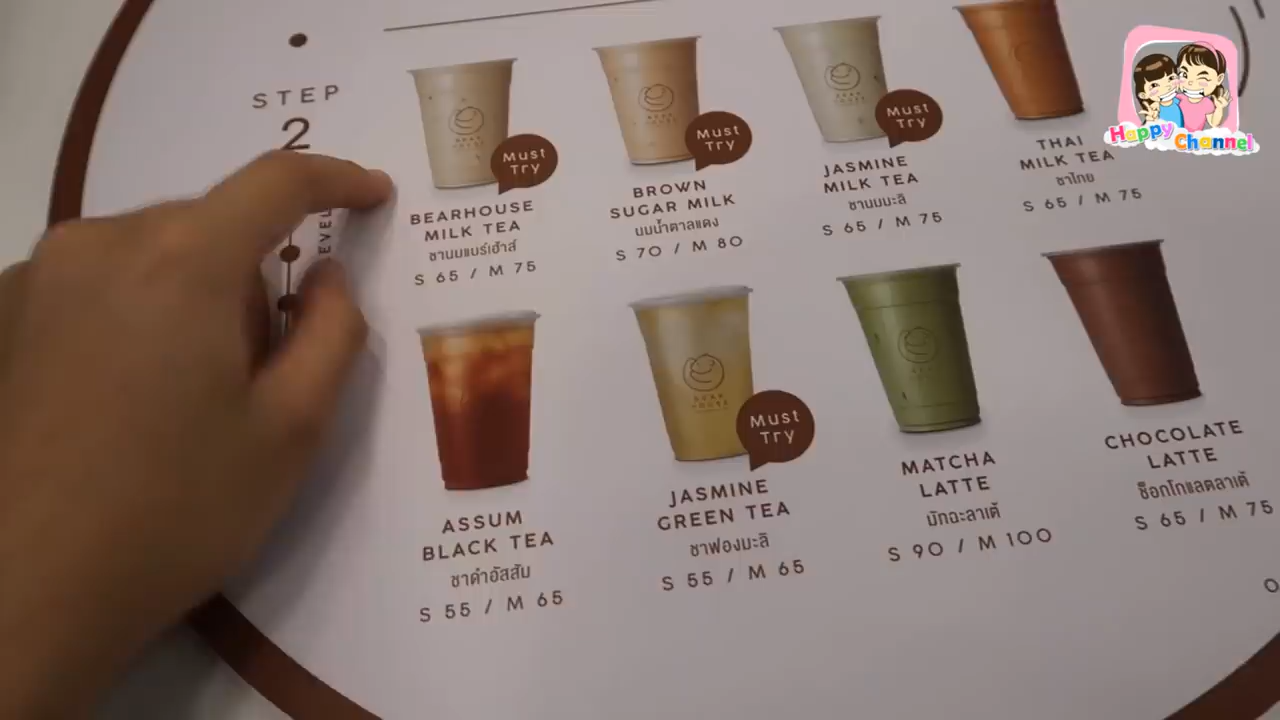 STEP
2
EVEL
Must
Try
BEARHOUSE
MILK TEA
ชานมแบร์เฮ้าส์
S 65 / M 75
Must
Try
BROWN
SUGAR MILK
นมน้ำตาลแดง
S 70 / M 80
Must
Try
JASMINE
MILK TEA
ชานมมะลิ
S 65 / M 75
THAI
MILK TEA
ชาไทย
S 65 / M 75
Happy Channel
ASSUM
BLACK TEA
ชาดำอัสสัม
S 55 / M 65
Must
Try
BEAR
HOUSE
JASMINE
GREEN TEA
ชาฟองมะลิ
S 55 / M 65
MATCHA
LATTE
มัทฉะลาเต้
S 90 / M 100
CHOCOLATE
LATTE
ช็อกโกแลตลาเต้
S 65 / M 75